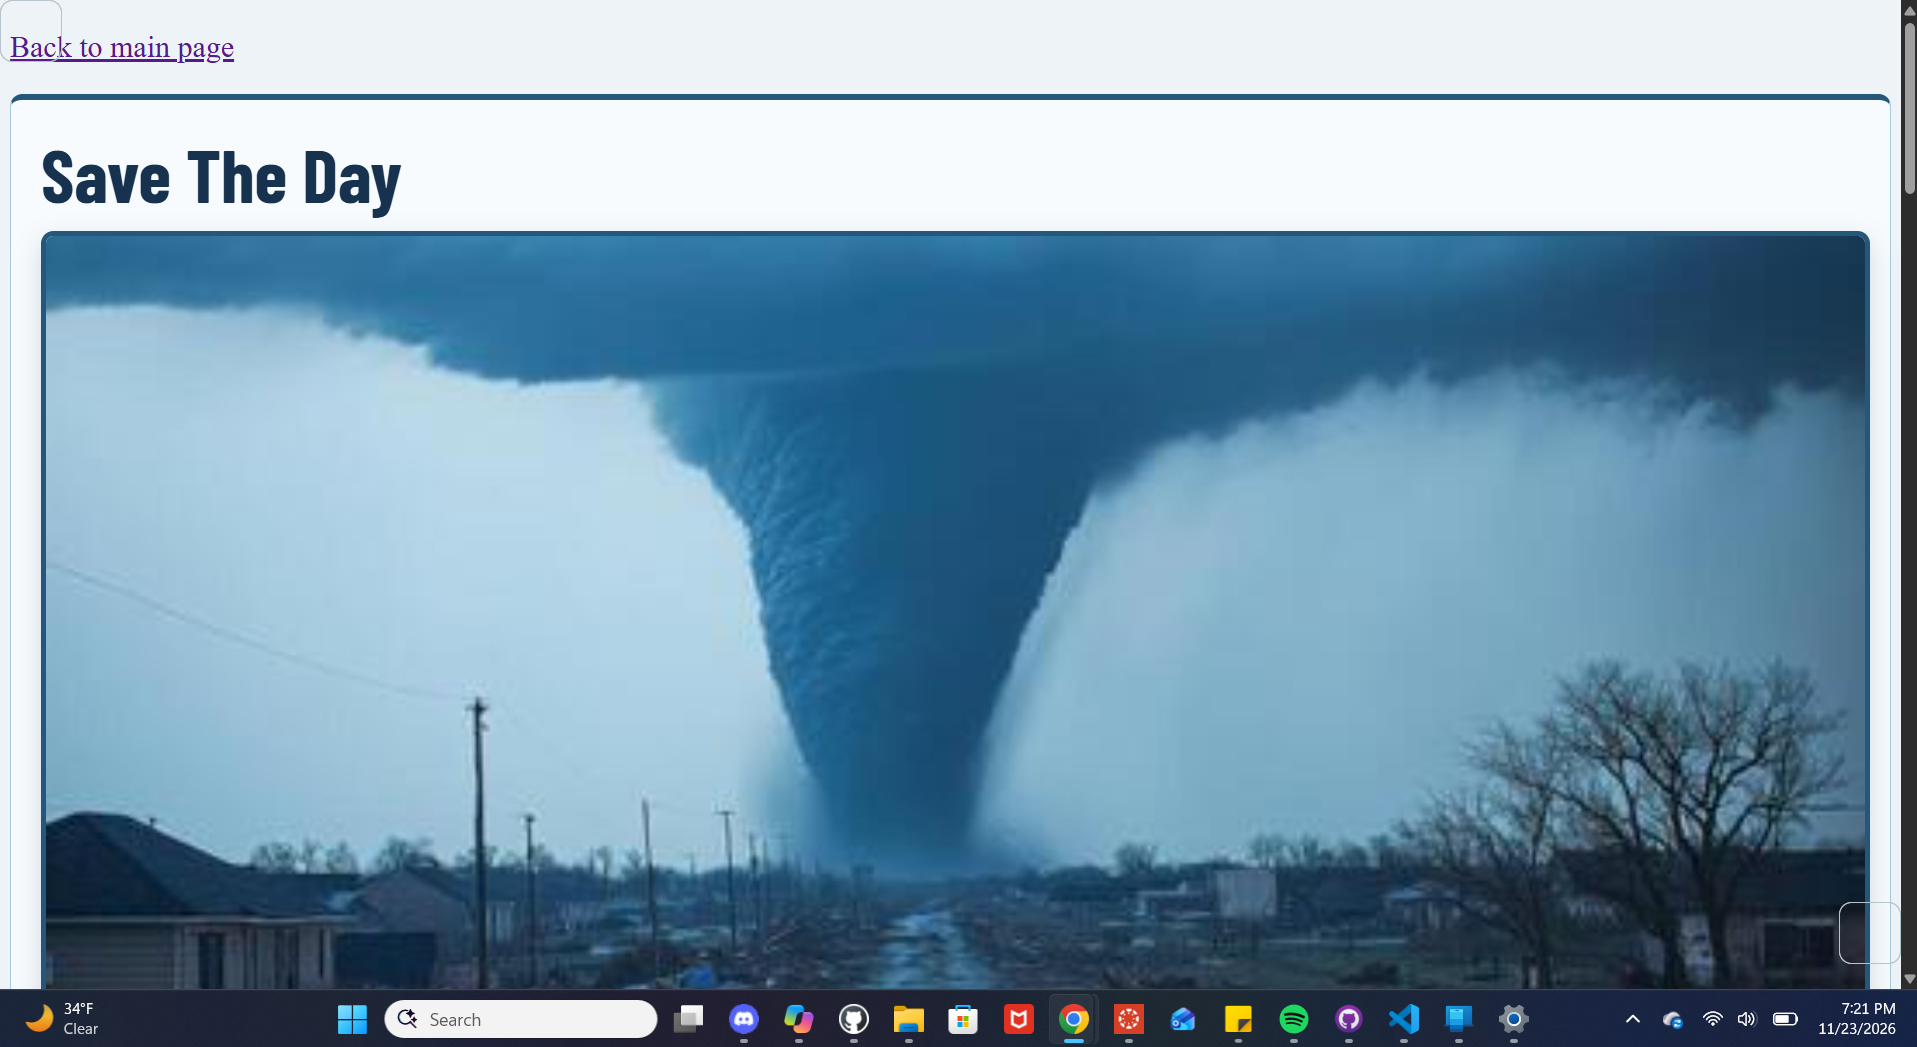 Back to main page
Save The Day
34°F
Clear
Search
7:21 PM
11/23/2026